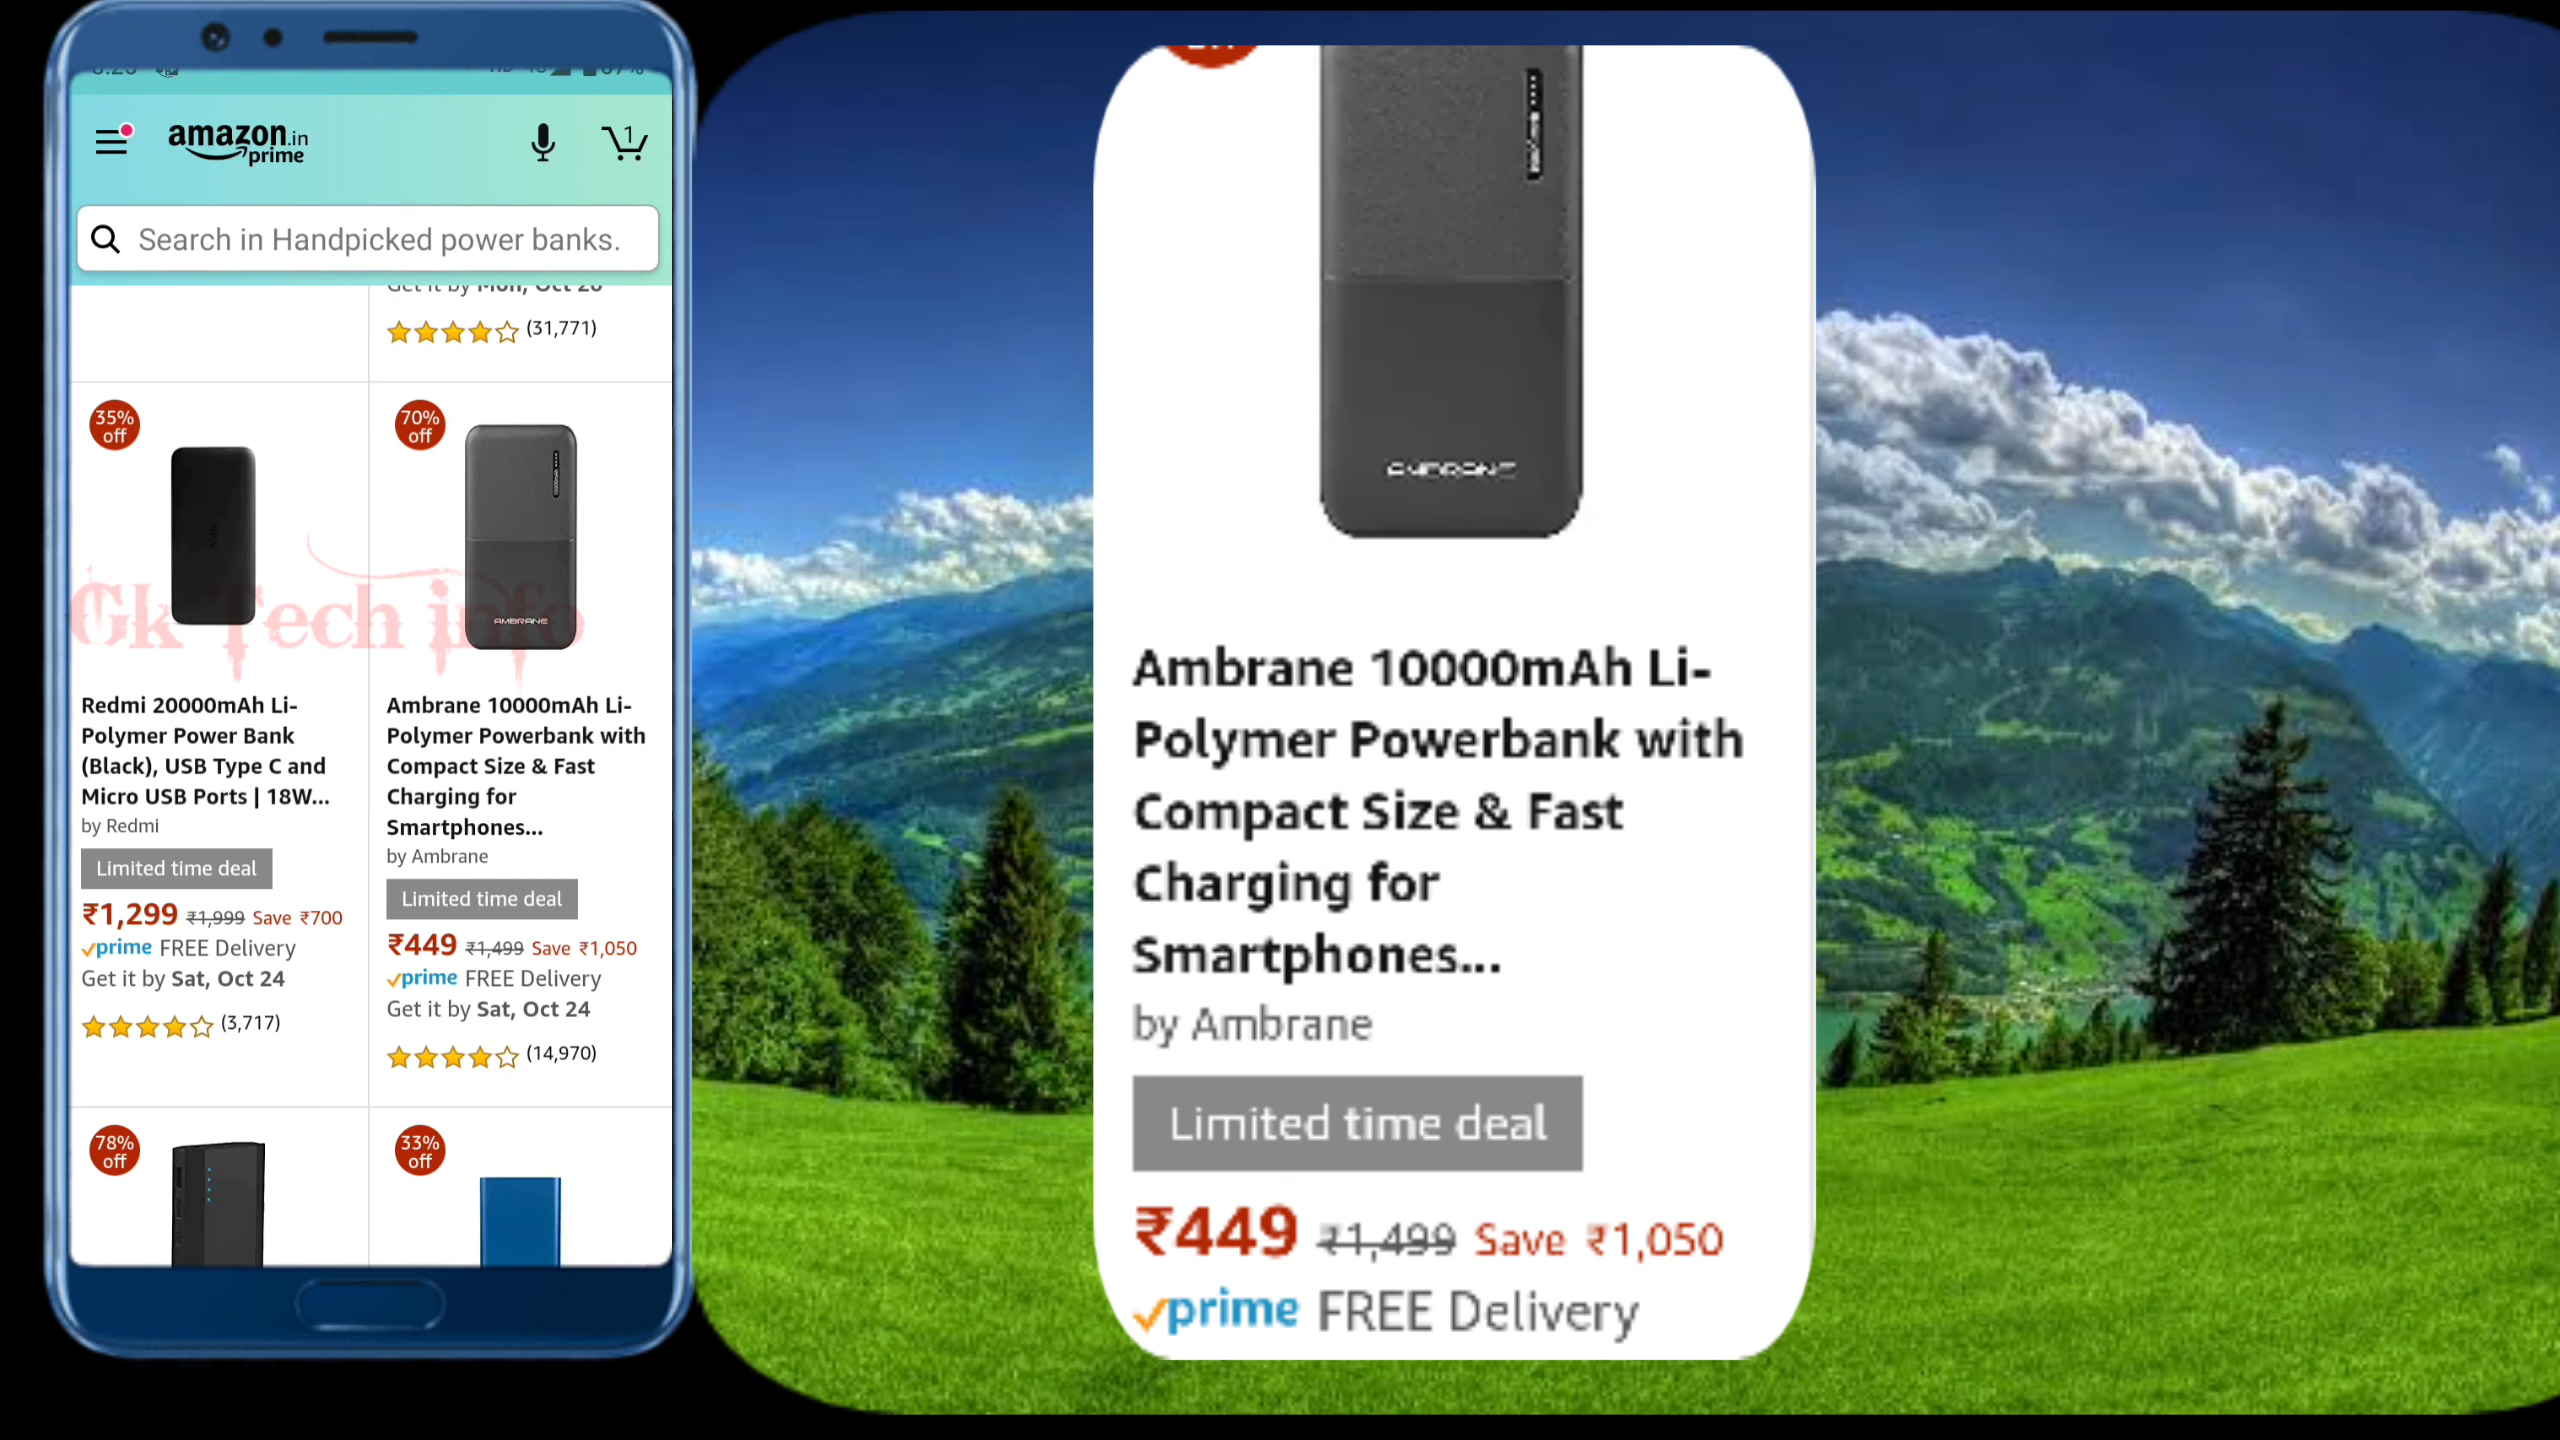 amazon.in
prime
1
Search in Handpicked power banks.
Get it by Mon, Oct 26
(31,771)
35%
off
70%
off
AMBRANE
Gk Tech info
Redmi 20000mAh Li-
Polymer Power Bank
(Black), USB Type C and
Micro USB Ports | 18W...
by Redmi
Limited time deal
₹1,299 ₹1,999 Save ₹700
prime FREE Delivery
Get it by Sat, Oct 24
(3,717)
Ambrane 10000mAh Li-
Polymer Powerbank with
Compact Size & Fast
Charging for
Smartphones...
by Ambrane
Limited time deal
₹449 ₹1,499 Save ₹1,050
prime FREE Delivery
Get it by Sat, Oct 24
(14,970)
78%
off
33%
off
AMBRANE
Ambrane 10000mAh Li-
Polymer Powerbank with
Compact Size & Fast
Charging for
Smartphones...
by Ambrane
Limited time deal
₹449 ₹1,499 Save ₹1,050
prime FREE Delivery